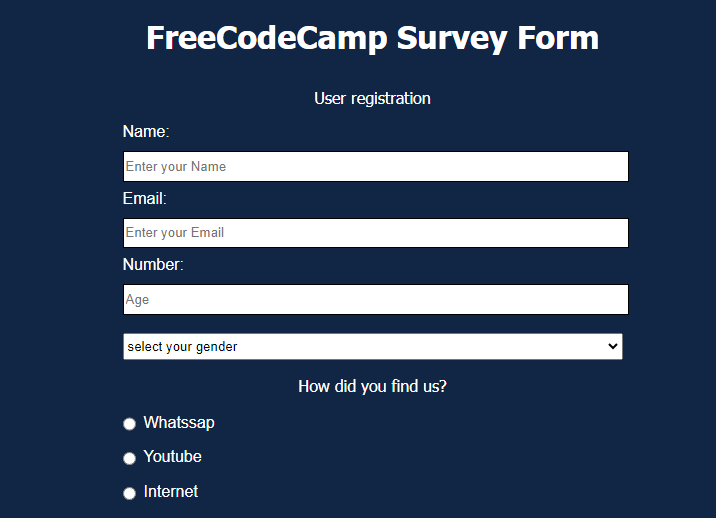 FreeCodeCamp Survey Form
User registration
Name:
Enter your Name
Email:
Enter your Email
Number:
Age
select your gender
How did you find us?
Whatssap
Youtube
Internet